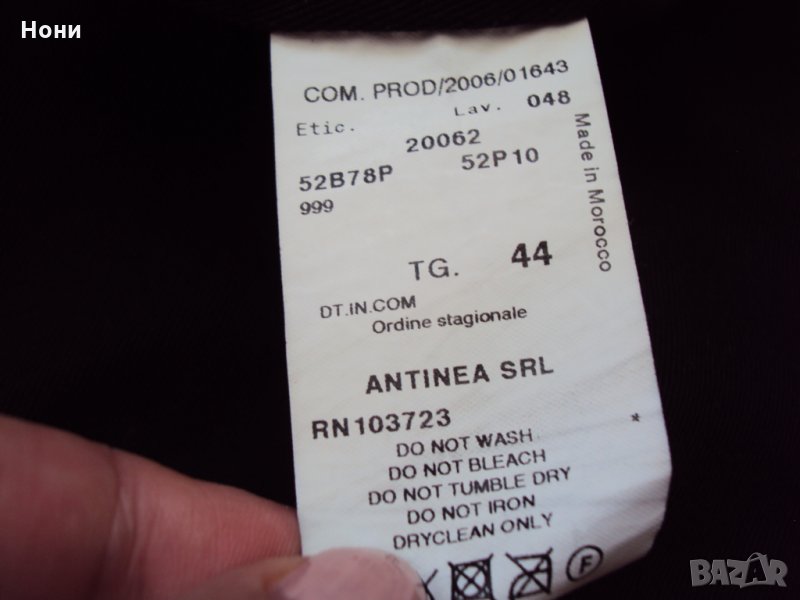 Нони
COM. PROD/2006/01643
Etic. Lav. 048
20062
52B78P 52P10
999
Made in Morocco
TG. 44
DT.IN.COM
Ordine stagionale
ANTINEA SRL
RN103723 *
DO NOT WASH
DO NOT BLEACH
DO NOT TUMBLE DRY
DO NOT IRON
DRYCLEAN ONLY
F
BAZAR